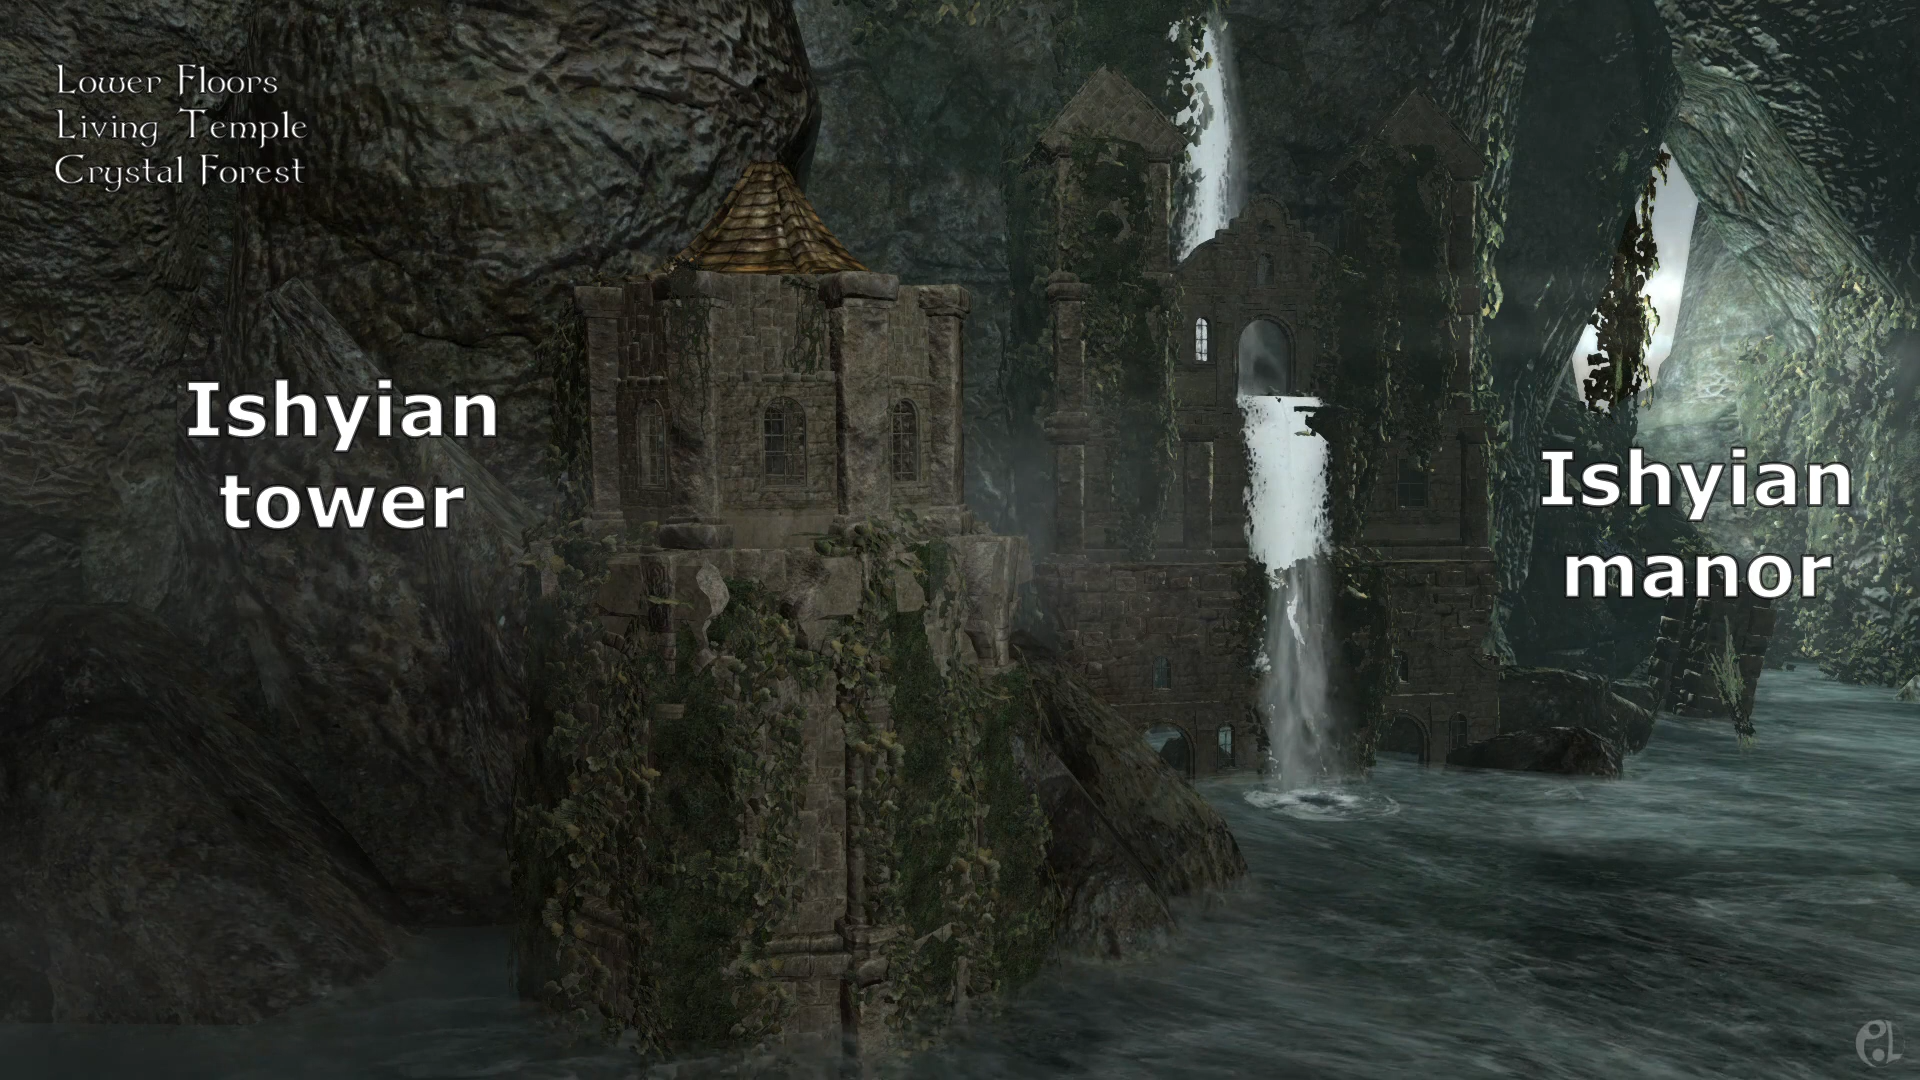 Lower Floors
Living Temple
Crystal Forest
Ishyian
tower
Ishyian
manor